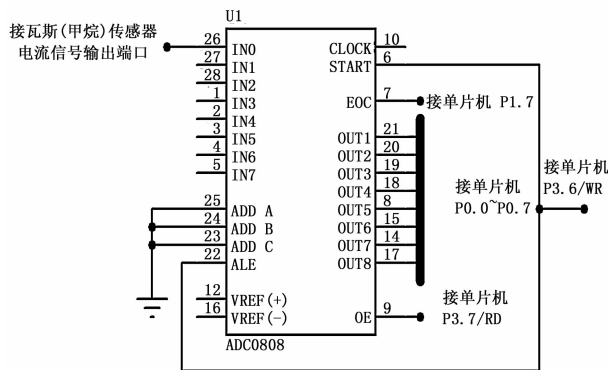 U1
接瓦斯(甲烷)传感器
电流信号输出端口
26 IN0
27 IN1
28 IN2
1 IN3
2 IN4
3 IN5
4 IN6
5 IN7
25 ADD A
24 ADD B
23 ADD C
22 ALE
12 VREF(+)
16 VREF(-)
CLOCK 10
START 6
EOC 7
接单片机 P1.7
OUT1 21
OUT2 20
OUT3 19
OUT4 18
OUT5 8
OUT6 15
OUT7 14
OUT8 17
接单片机
P0.0~P0.7
接单片机
P3.6/WR
OE 9
接单片机
P3.7/RD
ADC0808